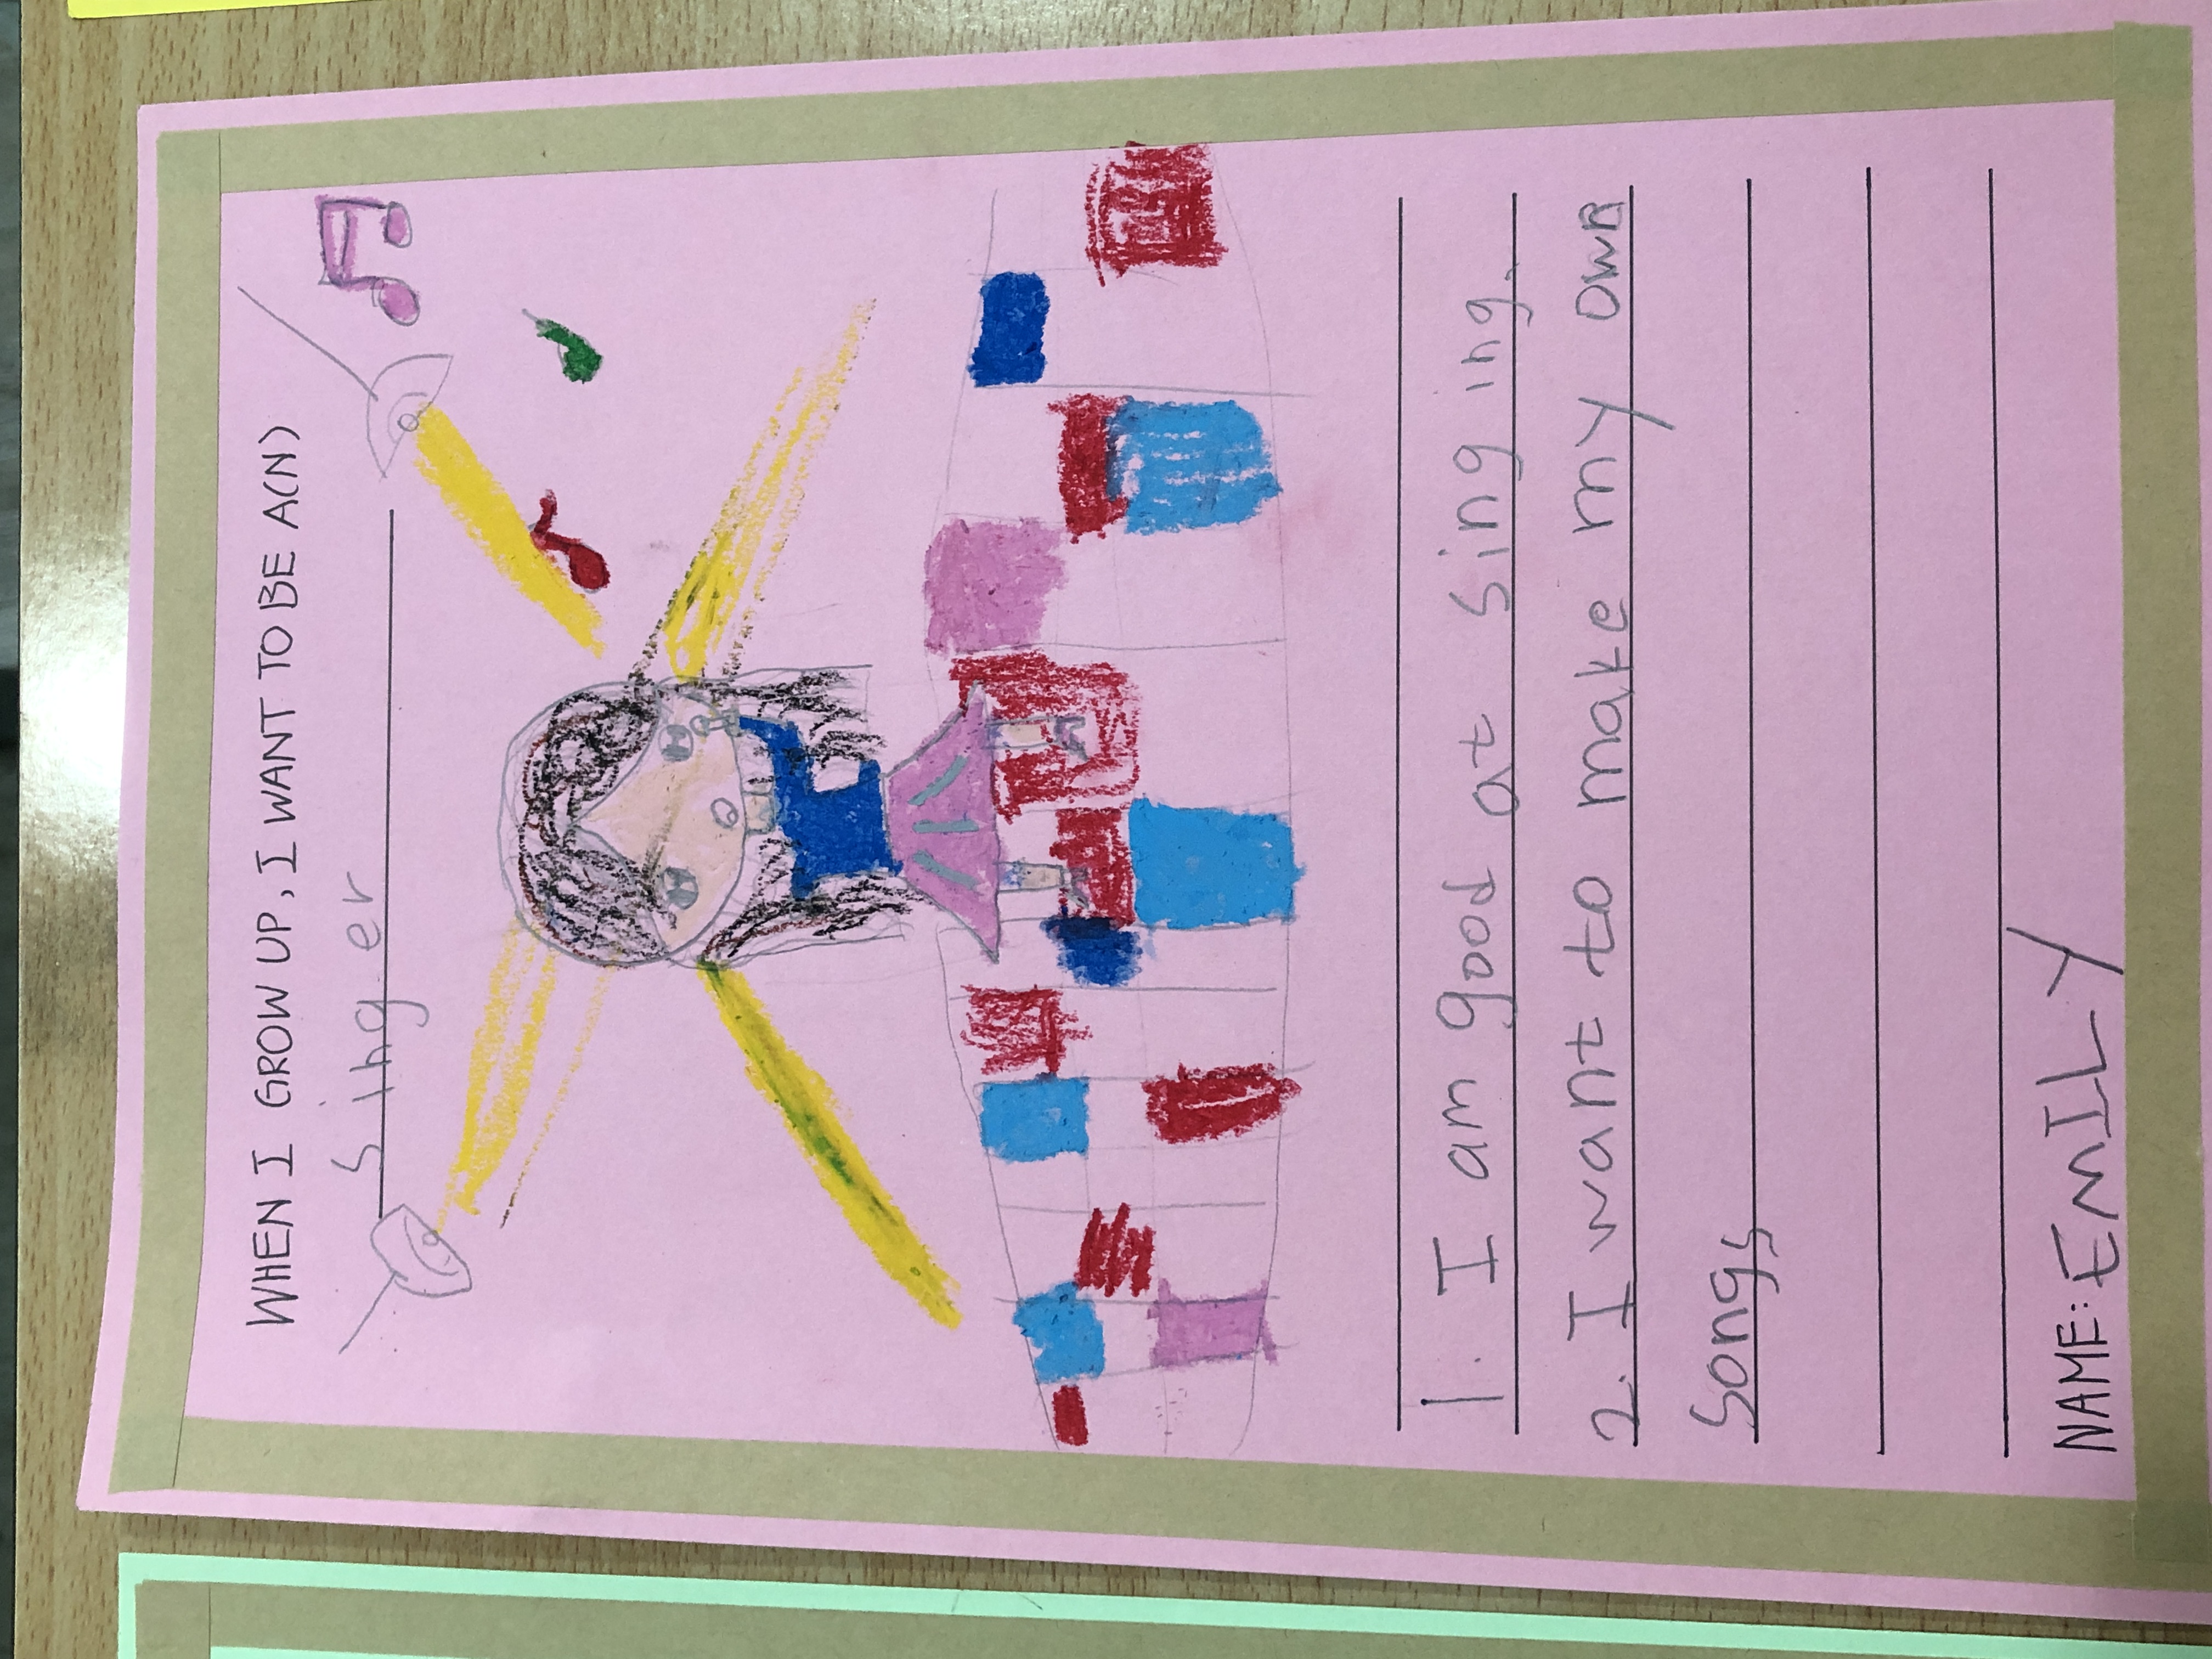 WHEN I GROW UP, I WANT TO BE A(N)
Singer
1. I am good at singing.
2. I want to make my own
songs
NAME: EMILY